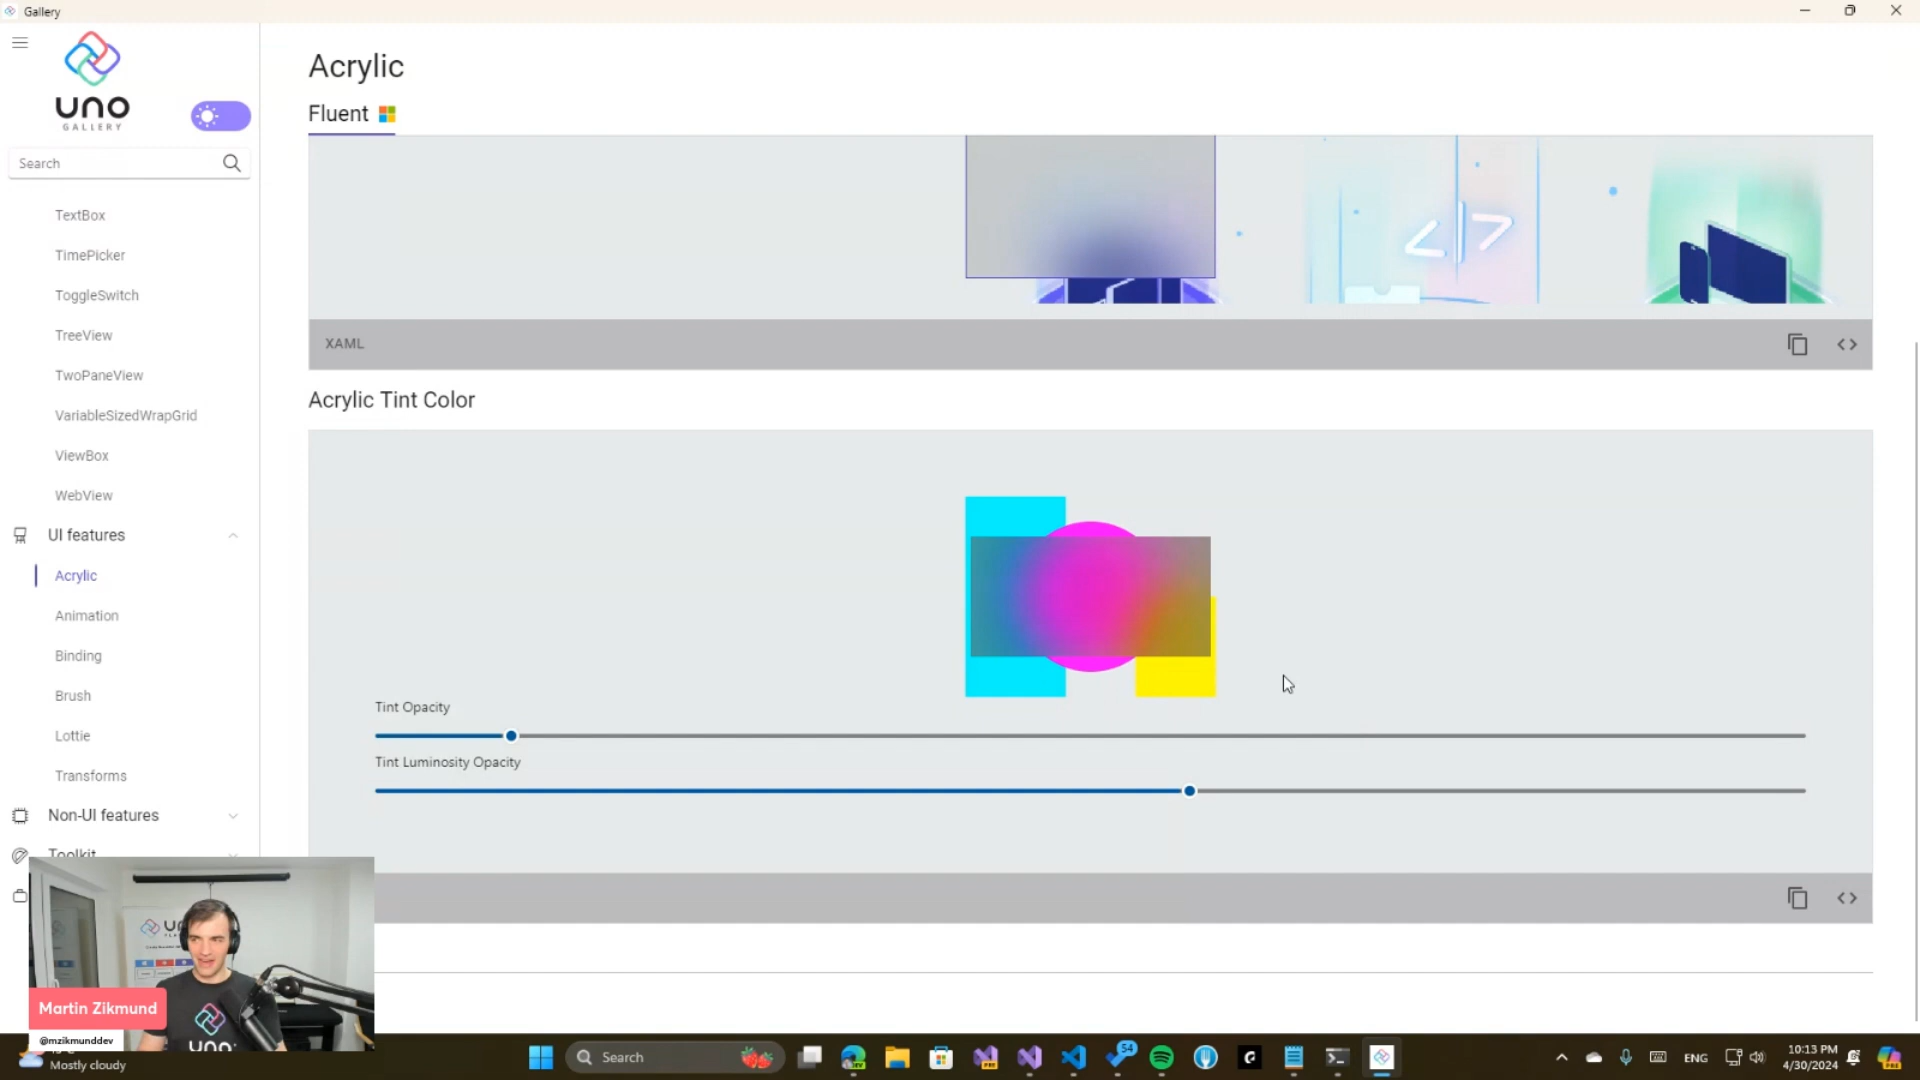 Gallery
uno
GALLERY
Search
TextBox
TimePicker
ToggleSwitch
TreeView
TwoPaneView
VariableSizedWrapGrid
ViewBox
WebView
UI features
Acrylic
Animation
Binding
Brush
Lottie
Transforms
Non-UI features
Toolkit
Acrylic
Fluent
</>
XAML
Acrylic Tint Color
Tint Opacity
Tint Luminosity Opacity
Martin Zikmund
@mzikmunddev
Mostly cloudy
Search
54
ENG
10:13 PM
4/30/2024